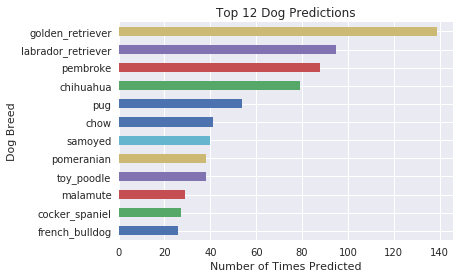 Top 12 Dog Predictions
golden_retriever
labrador_retriever
pembroke
chihuahua
pug
chow
samoyed
pomeranian
toy_poodle
malamute
cocker_spaniel
french_bulldog
Dog Breed
0 20 40 60 80 100 120 140
Number of Times Predicted